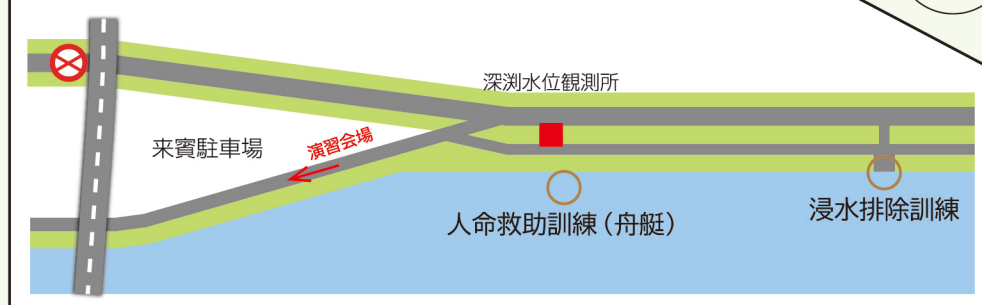 深渕水位観測所
演習会場
来賓駐車場
人命救助訓練（舟艇）
浸水排除訓練